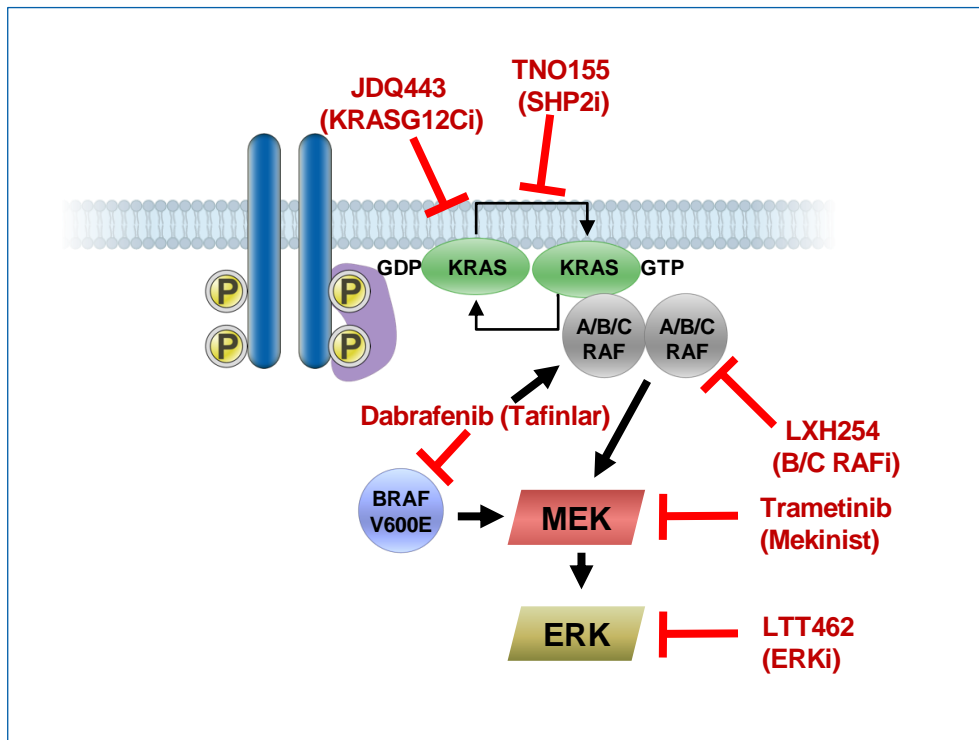 JDQ443
(KRASG12Ci)
TNO155
(SHP2i)
GDP
KRAS
KRAS
GTP
P
P
P
P
A/B/C
RAF
A/B/C
RAF
Dabrafenib (Tafinlar)
LXH254
(B/C RAFi)
BRAF
V600E
MEK
Trametinib
(Mekinist)
ERK
LTT462
(ERKi)